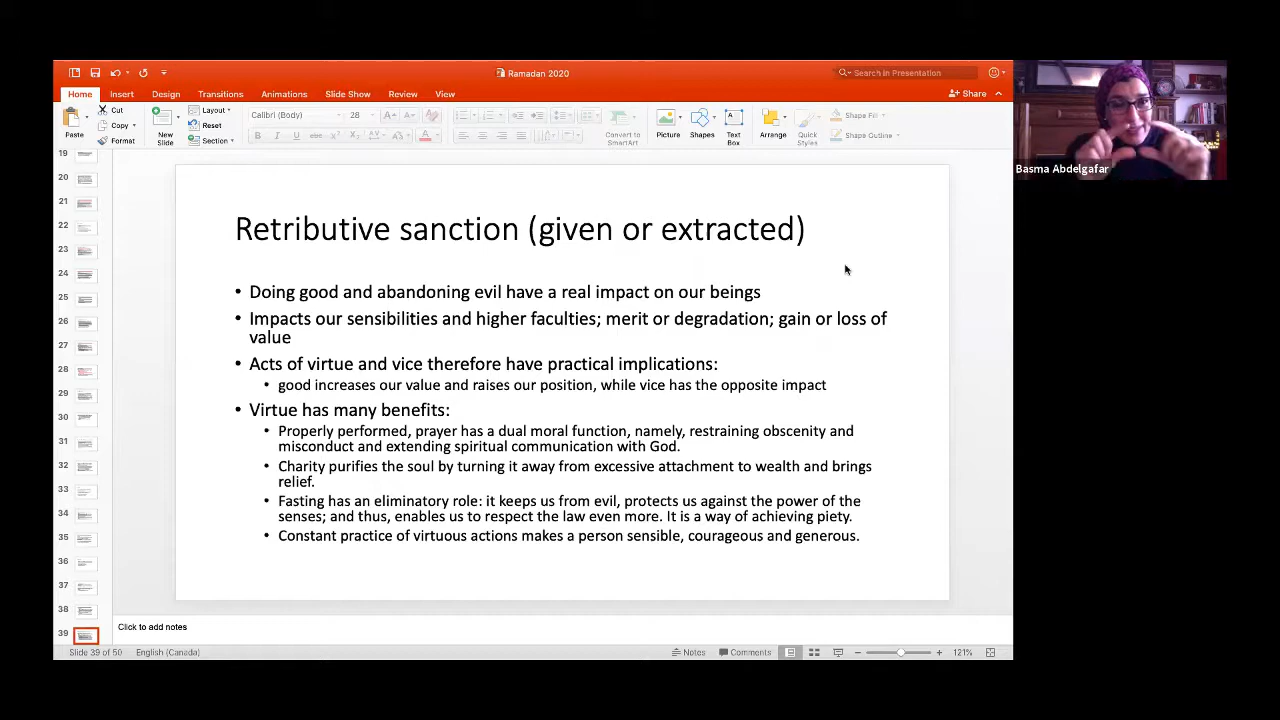 Ramadan 2020
Search in Presentation
Home Insert Design Transitions Animations Slide Show Review View
Share
Paste
Cut
Copy
Format
New Slide
Layout
Reset
Section
Calibri (Body) 28
Convert to SmartArt
Picture
Shapes
Text Box
Arrange
Quick Styles
Shape Fill
Shape Outline
Basma Abdelgafar
19
20
21
22
23
24
25
26
27
28
29
30
31
32
33
34
35
36
37
38
39
Retributive sanction (given or extracted)
• Doing good and abandoning evil have a real impact on our beings
• Impacts our sensibilities and higher faculties; merit or degradation; gain or loss of
value
• Acts of virtue and vice therefore have practical implications:
• good increases our value and raises our position, while vice has the opposite impact
• Virtue has many benefits:
• Properly performed, prayer has a dual moral function, namely, restraining obscenity and
misconduct and extending spiritual communication with God.
• Charity purifies the soul by turning it away from excessive attachment to wealth and brings
relief.
• Fasting has an eliminatory role: it keeps us from evil, protects us against the power of the
senses; and thus, enables us to respect the law even more. It is a way of achieving piety.
• Constant practice of virtuous actions makes a person sensible, courageous and generous.
Click to add notes
Slide 39 of 50 English (Canada) Notes Comments 121%